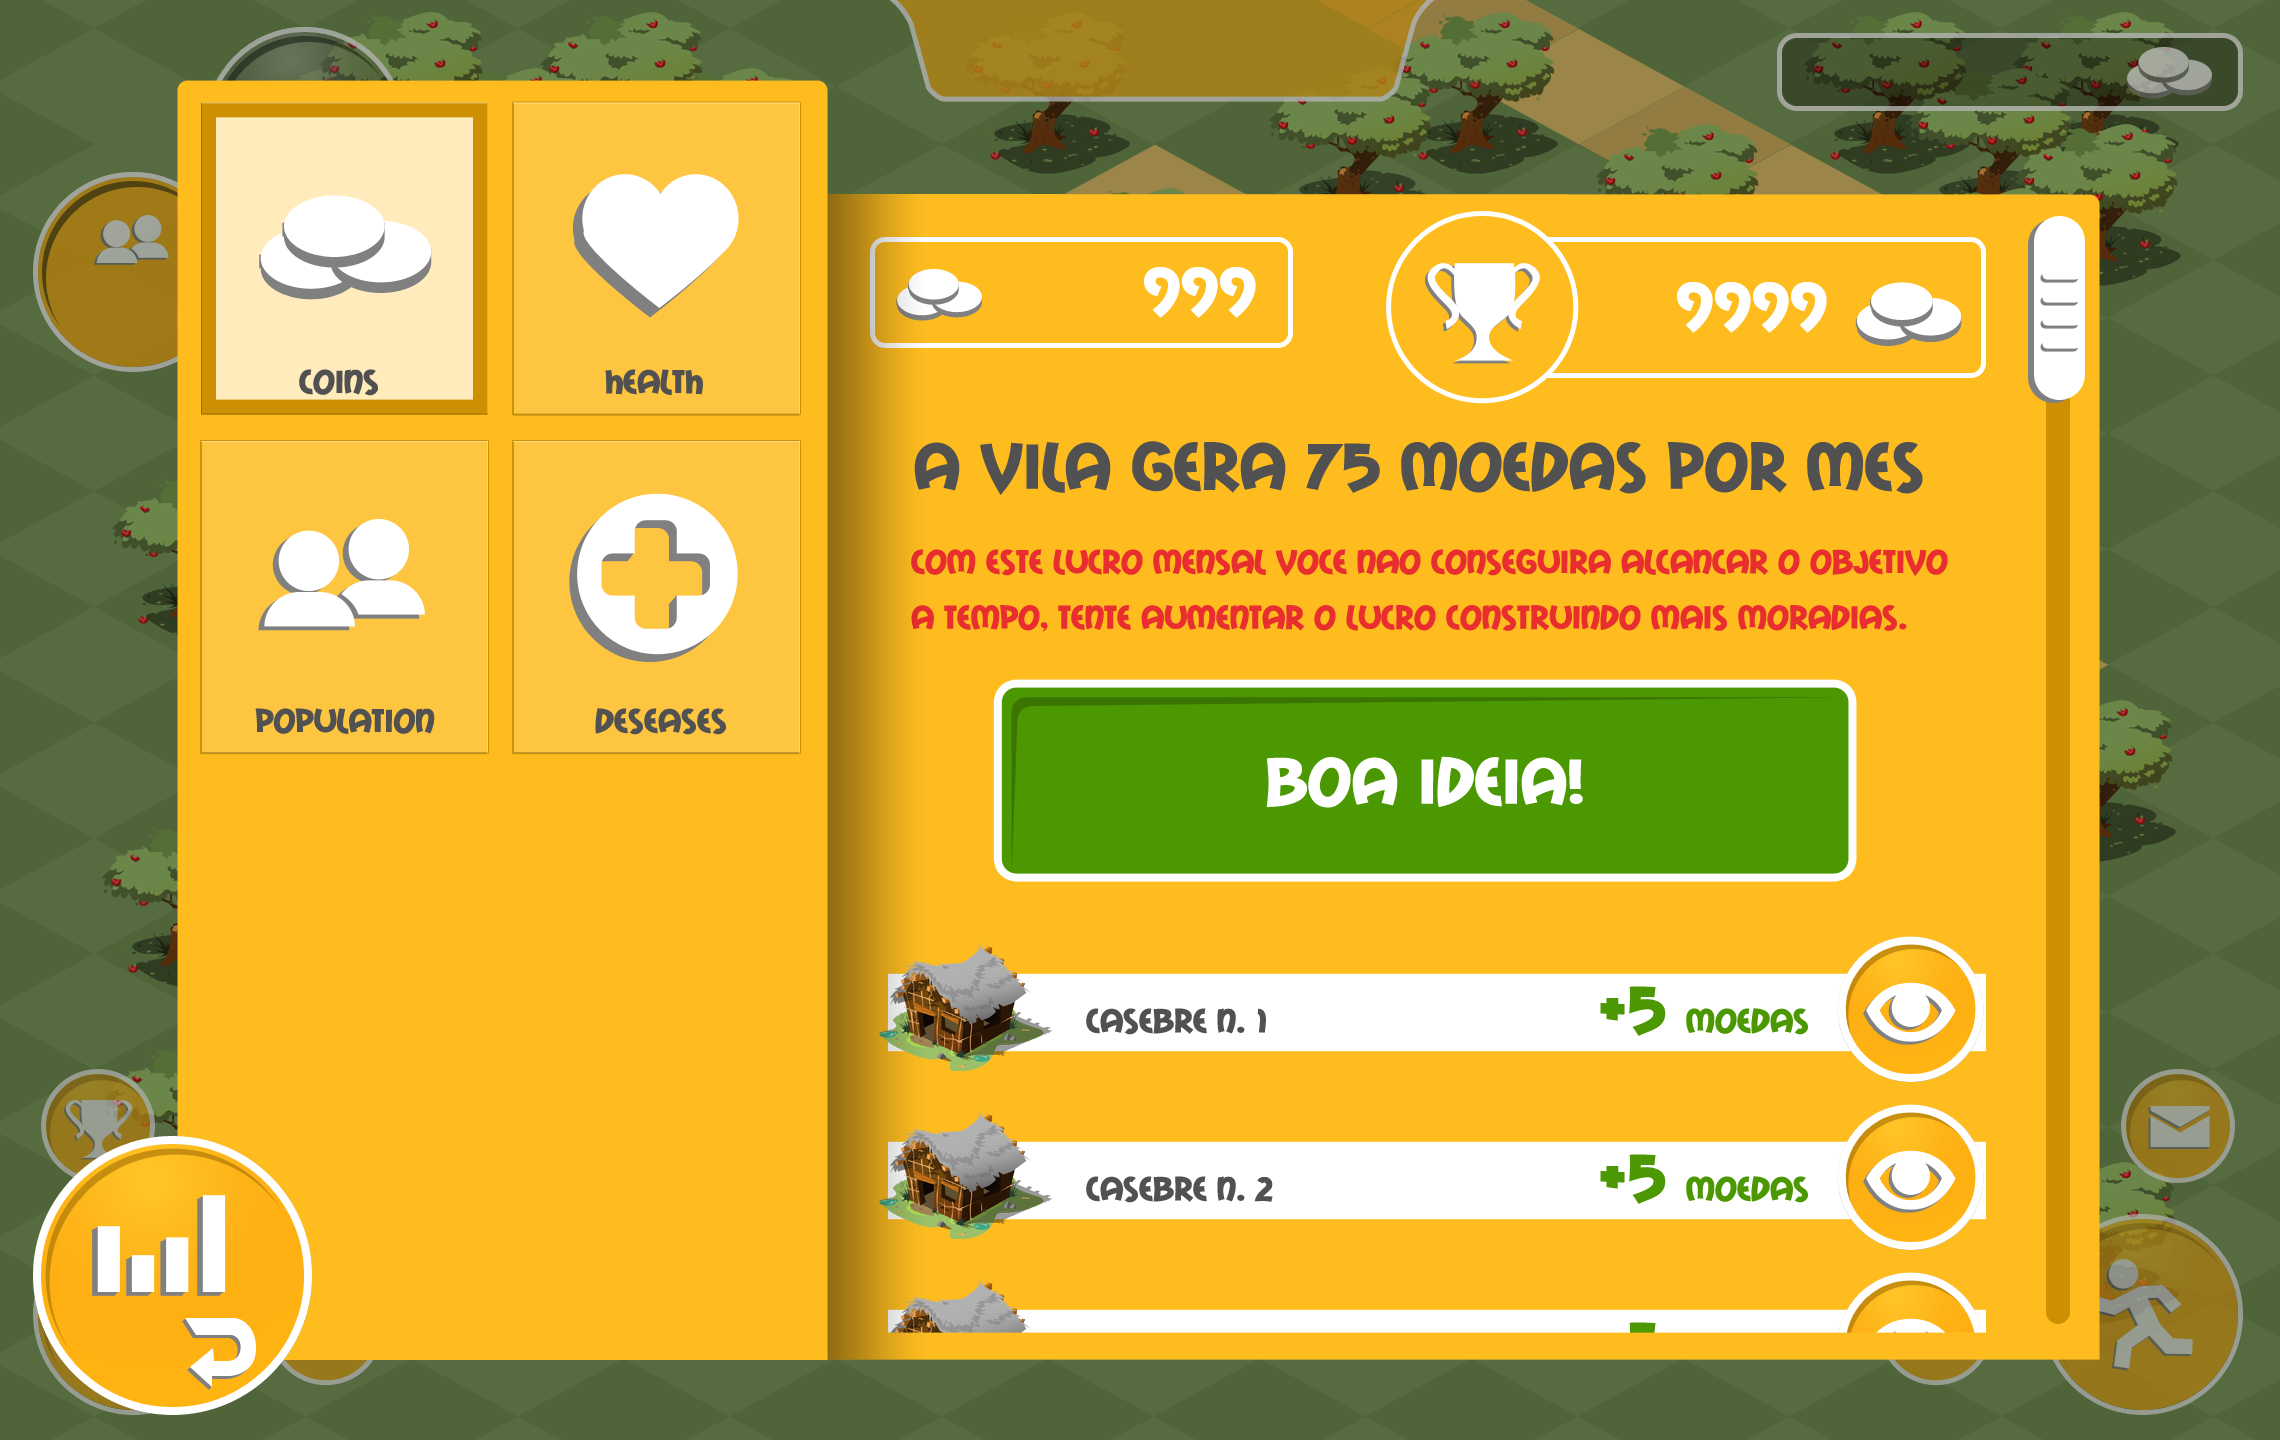 COINS
hEALTh
POPULATION
DESEASES
999
9999
A VILA GERA 75 MOEDAS POR MES
COM ESTE LUCRO MENSAL VOCE NAO CONSEGUIRA ALCANCAR O OBJETIVO
A TEMPO, TENTE AUMENTAR O LUCRO CONSTRUINDO MAIS MORADIAS.
BOA IDEIA!
CASEBRE N. 1 +5 MOEDAS
CASEBRE N. 2 +5 MOEDAS